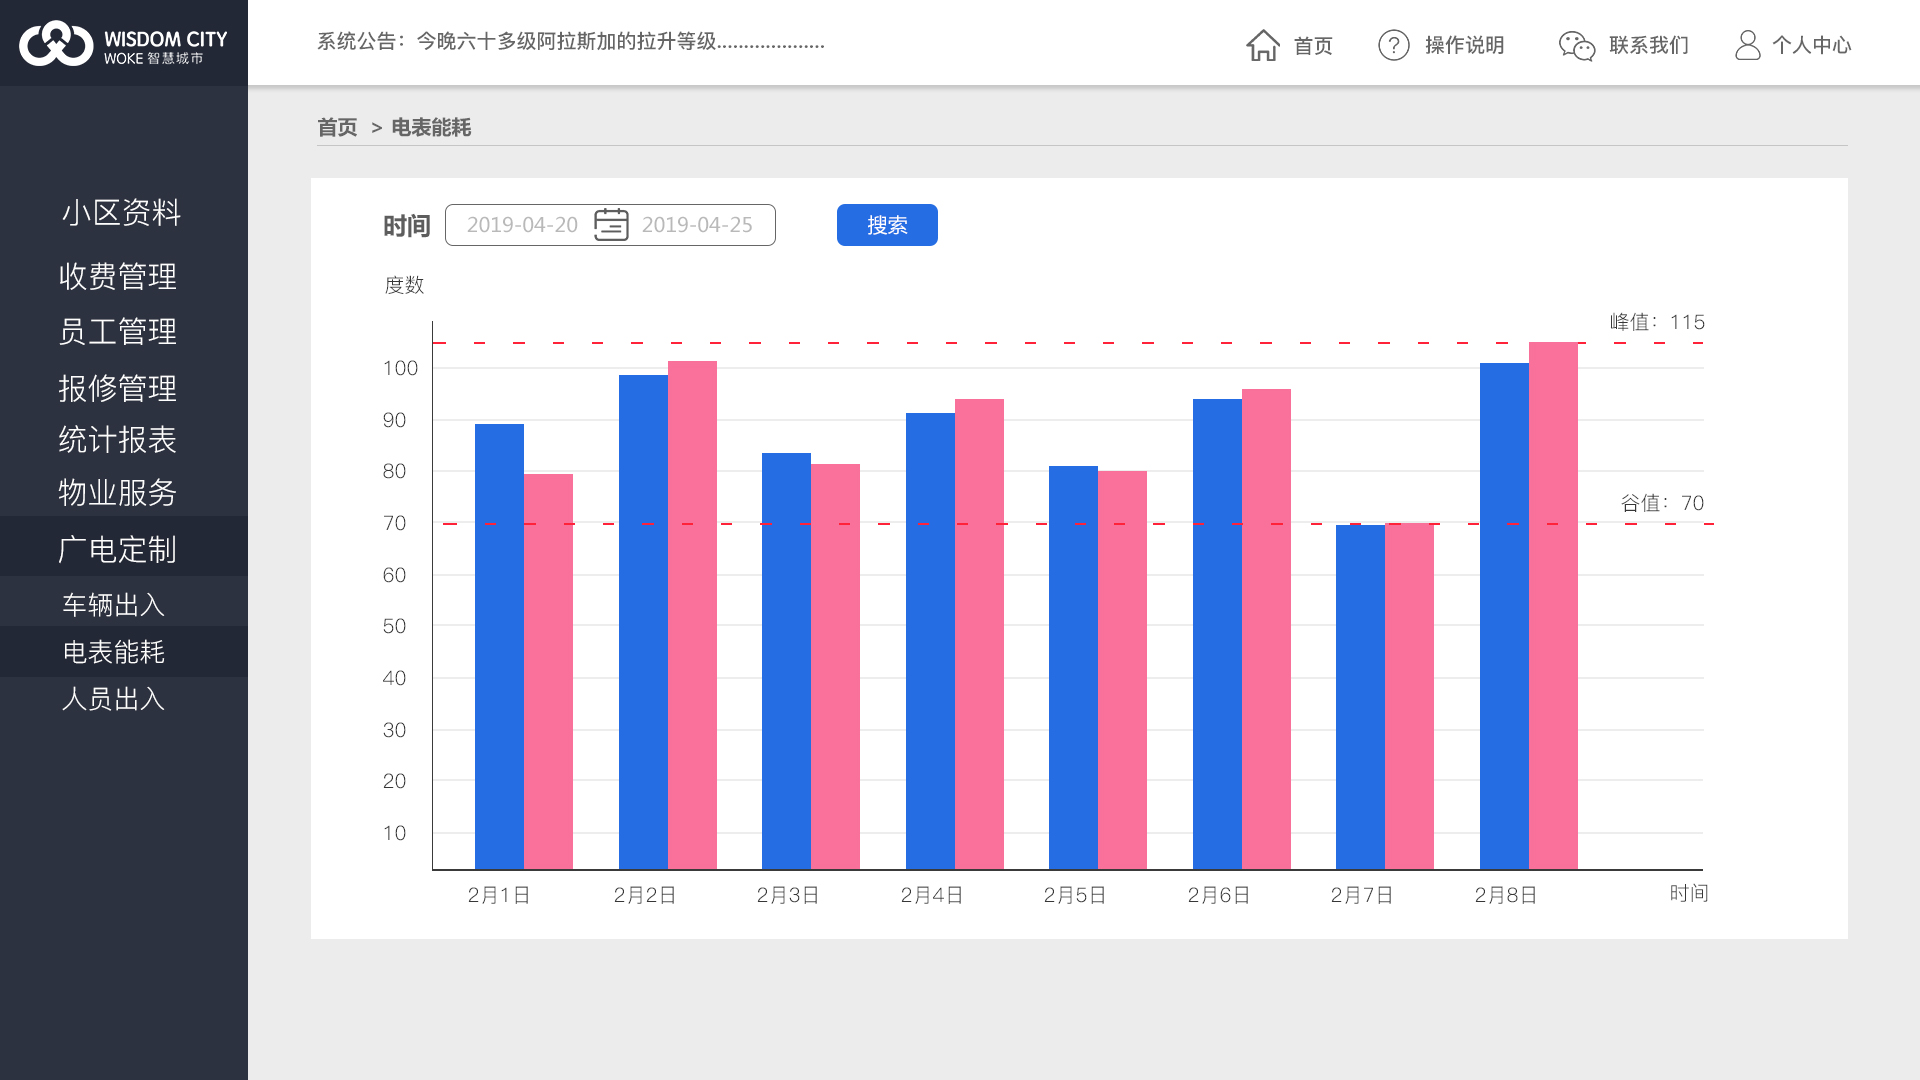 WISDOM CITY
WOKE 智慧城市
系统公告：今晚六十多级阿拉斯加的拉升等级....................
首页
操作说明
联系我们
个人中心
首页 > 电表能耗
小区资料
收费管理
员工管理
报修管理
统计报表
物业服务
广电定制
车辆出入
电表能耗
人员出入
时间 2019-04-20 2019-04-25 搜索
度数
峰值：115
100
90
80
谷值：70
70
60
50
40
30
20
10
2月1日 2月2日 2月3日 2月4日 2月5日 2月6日 2月7日 2月8日 时间